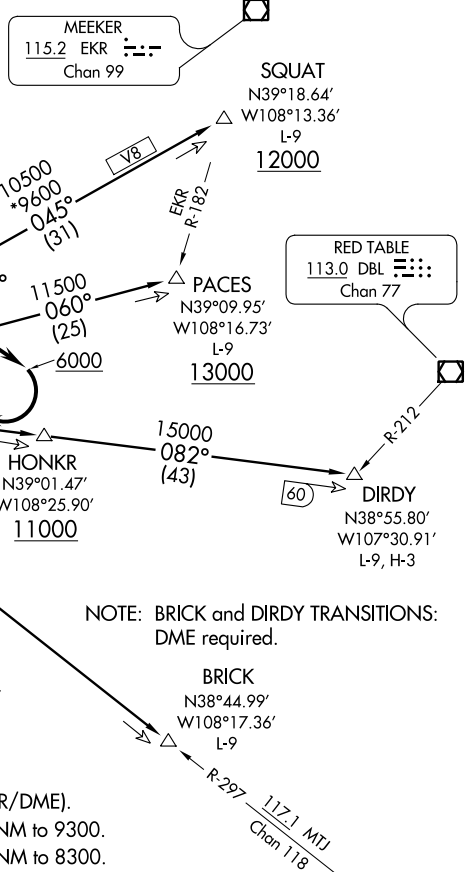 MEEKER
115.2 EKR
Chan 99
SQUAT
N39°18.64′
W108°13.36′
L-9
12000
V8
10500
*9600
045°
(31)
EKR
R-182
RED TABLE
113.0 DBL
Chan 77
11500
060°
(25)
PACES
N39°09.95′
W108°16.73′
L-9
13000
6000
R-212
HONKR
N39°01.47′
W108°25.90′
11000
15000
082°
(43)
60
DIRDY
N38°55.80′
W107°30.91′
L-9, H-3
NOTE: BRICK and DIRDY TRANSITIONS:
DME required.
BRICK
N38°44.99′
W108°17.36′
L-9
R-297
117.1 MTJ
Chan 118
R/DME).
NM to 9300.
NM to 8300.